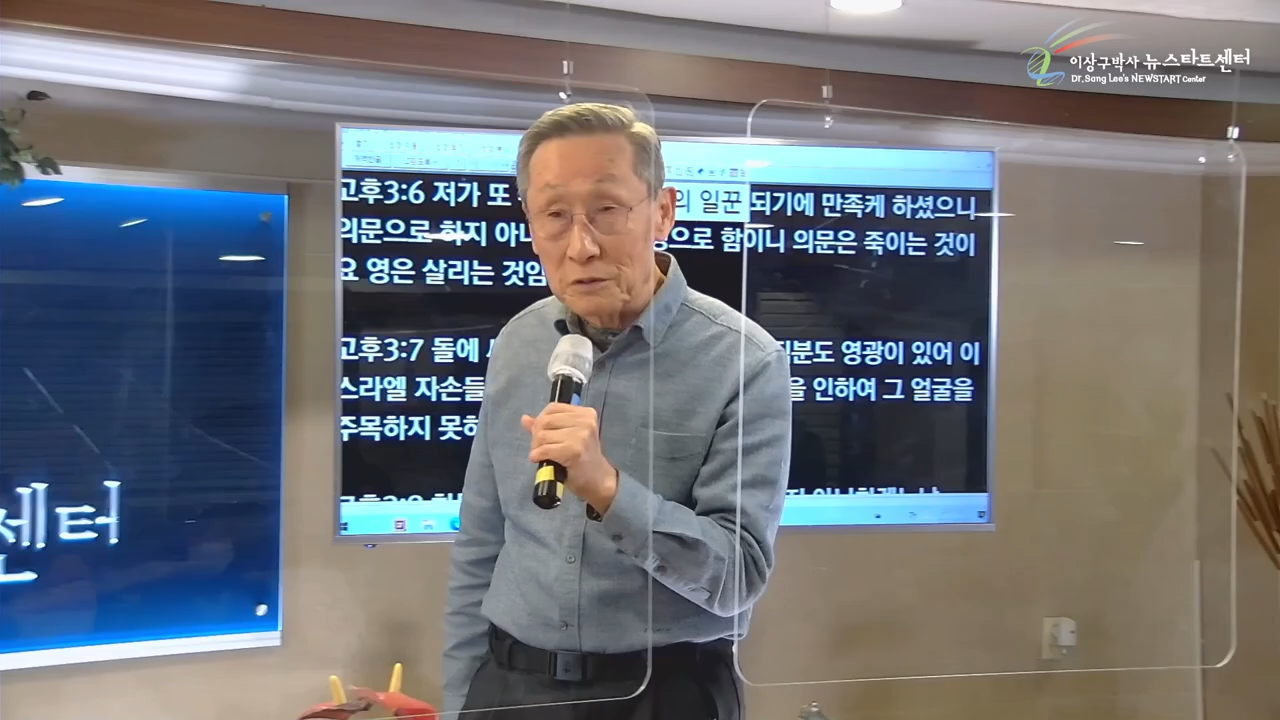 이상구박사 뉴스타트센터
Dr. Sang Lee's NEWSTART Center
고후3:6 저가 또 의 일꾼 되기에 만족케 하셨으니
의문으로 하지 아니 으로 함이니 의문은 죽이는 것이
요 영은 살리는 것임
고후3:7 돌에 직분도 영광이 있어 이
스라엘 자손들 을 인하여 그 얼굴을
주목하지 못하
센터